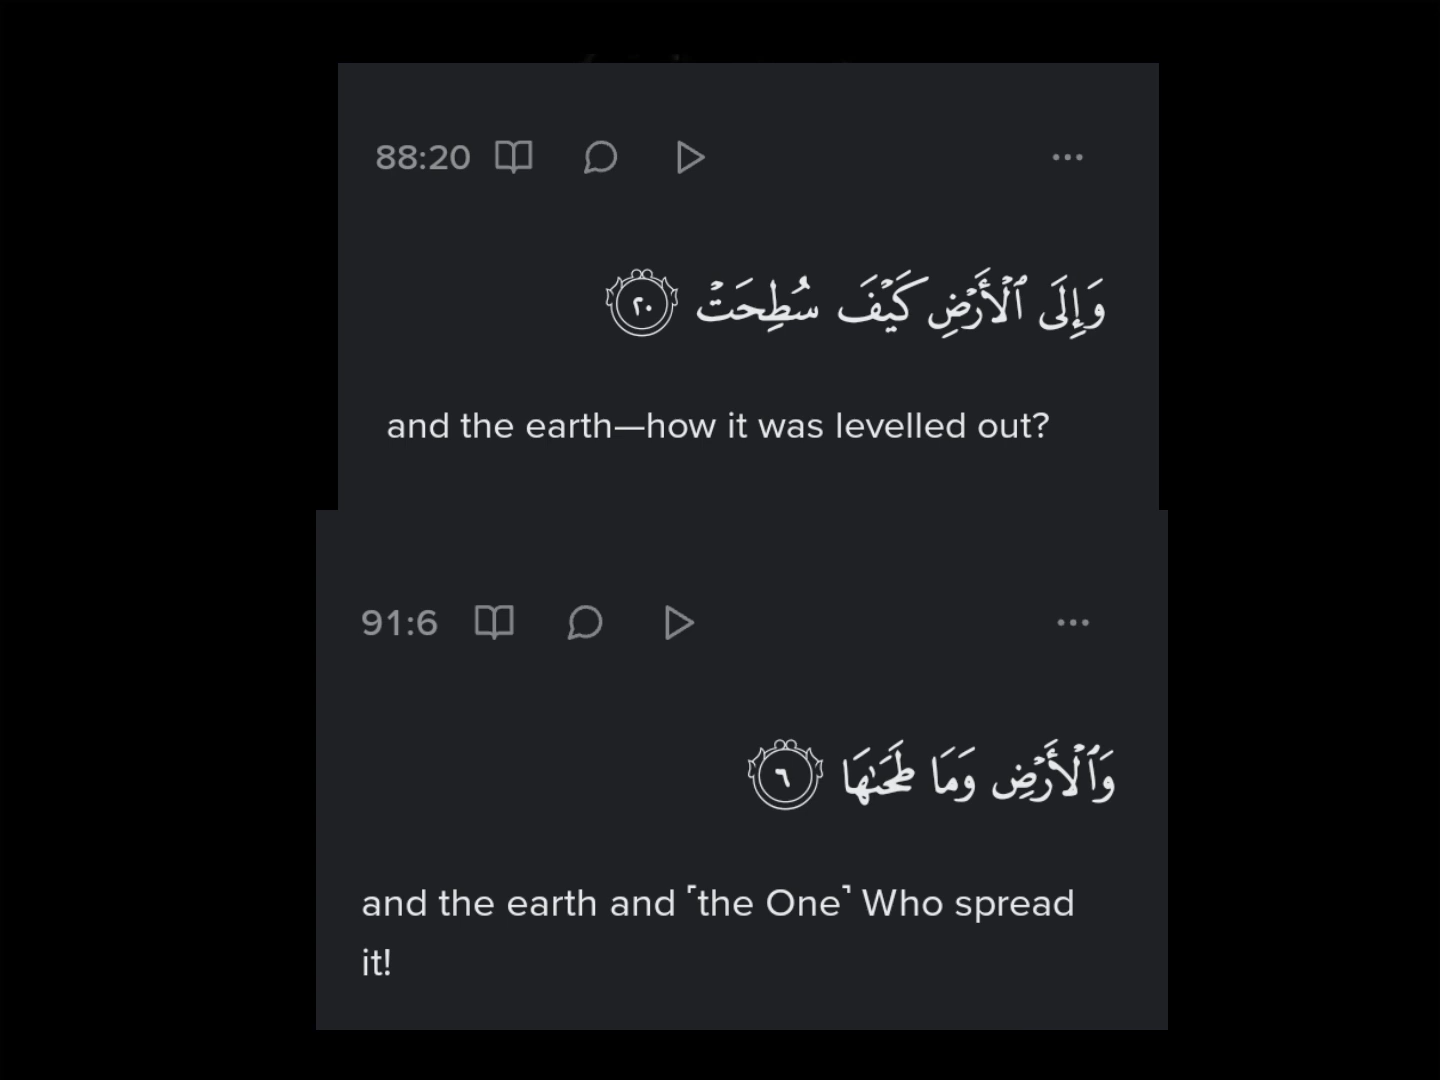 88:20
وَإِلَى ٱلْأَرْضِ كَيْفَ سُطِحَتْ ٢٠
and the earth—how it was levelled out?
91:6
وَٱلْأَرْضِ وَمَا طَحَىٰهَا ٦
and the earth and ˹the One˺ Who spread
it!